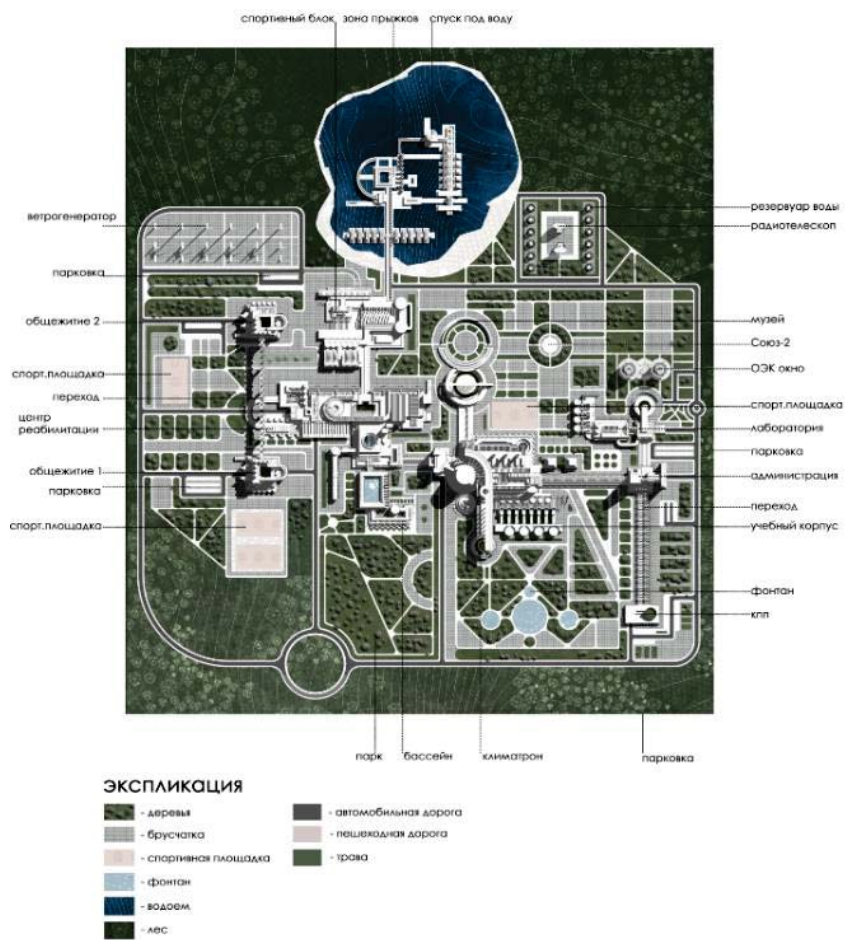 спортивный блок
зона прыжков
спуск под воду
ветрогенератор
парковка
общежитие 2
спорт.площадка
переход
центр
реабилитации
общежитие 1
парковка
спорт.площадка
резервуар воды
радиотелескоп
музей
Союз-2
ОЭК окно
спорт.площадка
лаборатория
парковка
администрация
переход
учебный корпус
фонтан
кпп
парк
бассейн
климатрон
парковка
ЭКСПЛИКАЦИЯ
- деревья
- брусчатка
- спортивная площадка
- фонтан
- водоем
- лес
- автомобильная дорога
- пешеходная дорога
- трава